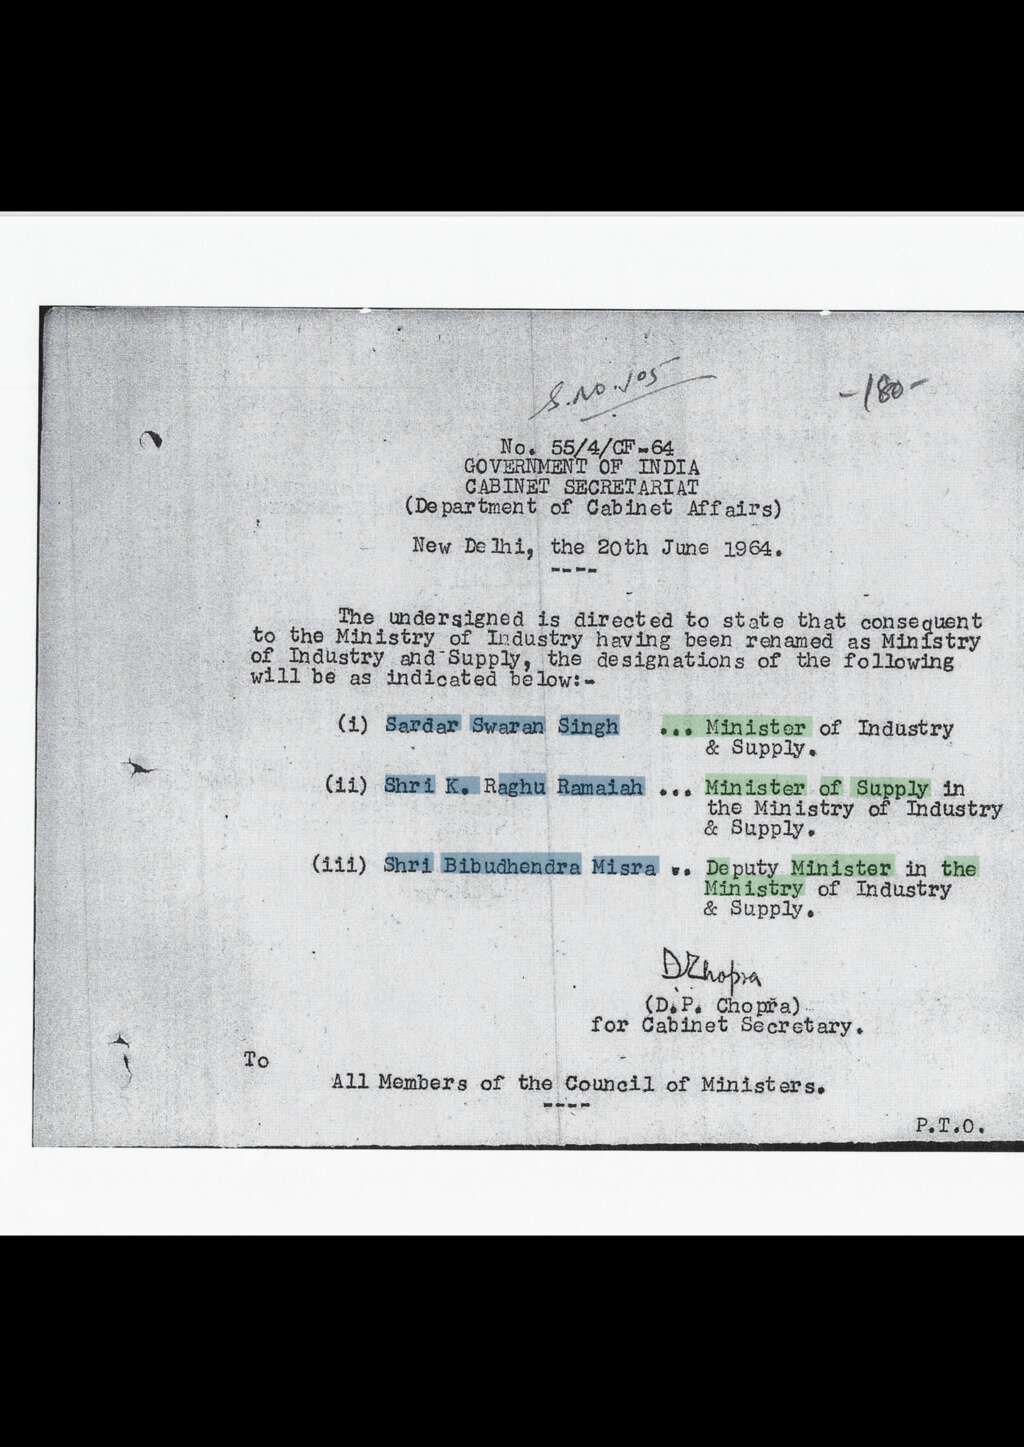 S.No.105
-180-
No. 55/4/CF-64
GOVERNMENT OF INDIA
CABINET SECRETARIAT
(Department of Cabinet Affairs)
New Delhi, the 20th June 1964.
----
The undersigned is directed to state that consequent
to the Ministry of Industry having been renamed as Ministry
of Industry and Supply, the designations of the following
will be as indicated below:-
(i) Sardar Swaran Singh ... Minister of Industry
& Supply.
(ii) Shri K. Raghu Ramaiah ... Minister of Supply in
the Ministry of Industry
& Supply.
(iii) Shri Bibudhendra Misra .. Deputy Minister in the
Ministry of Industry
& Supply.
DPChopra
(D.P. Chopra)
for Cabinet Secretary.
To
All Members of the Council of Ministers.
----
P.T.O.